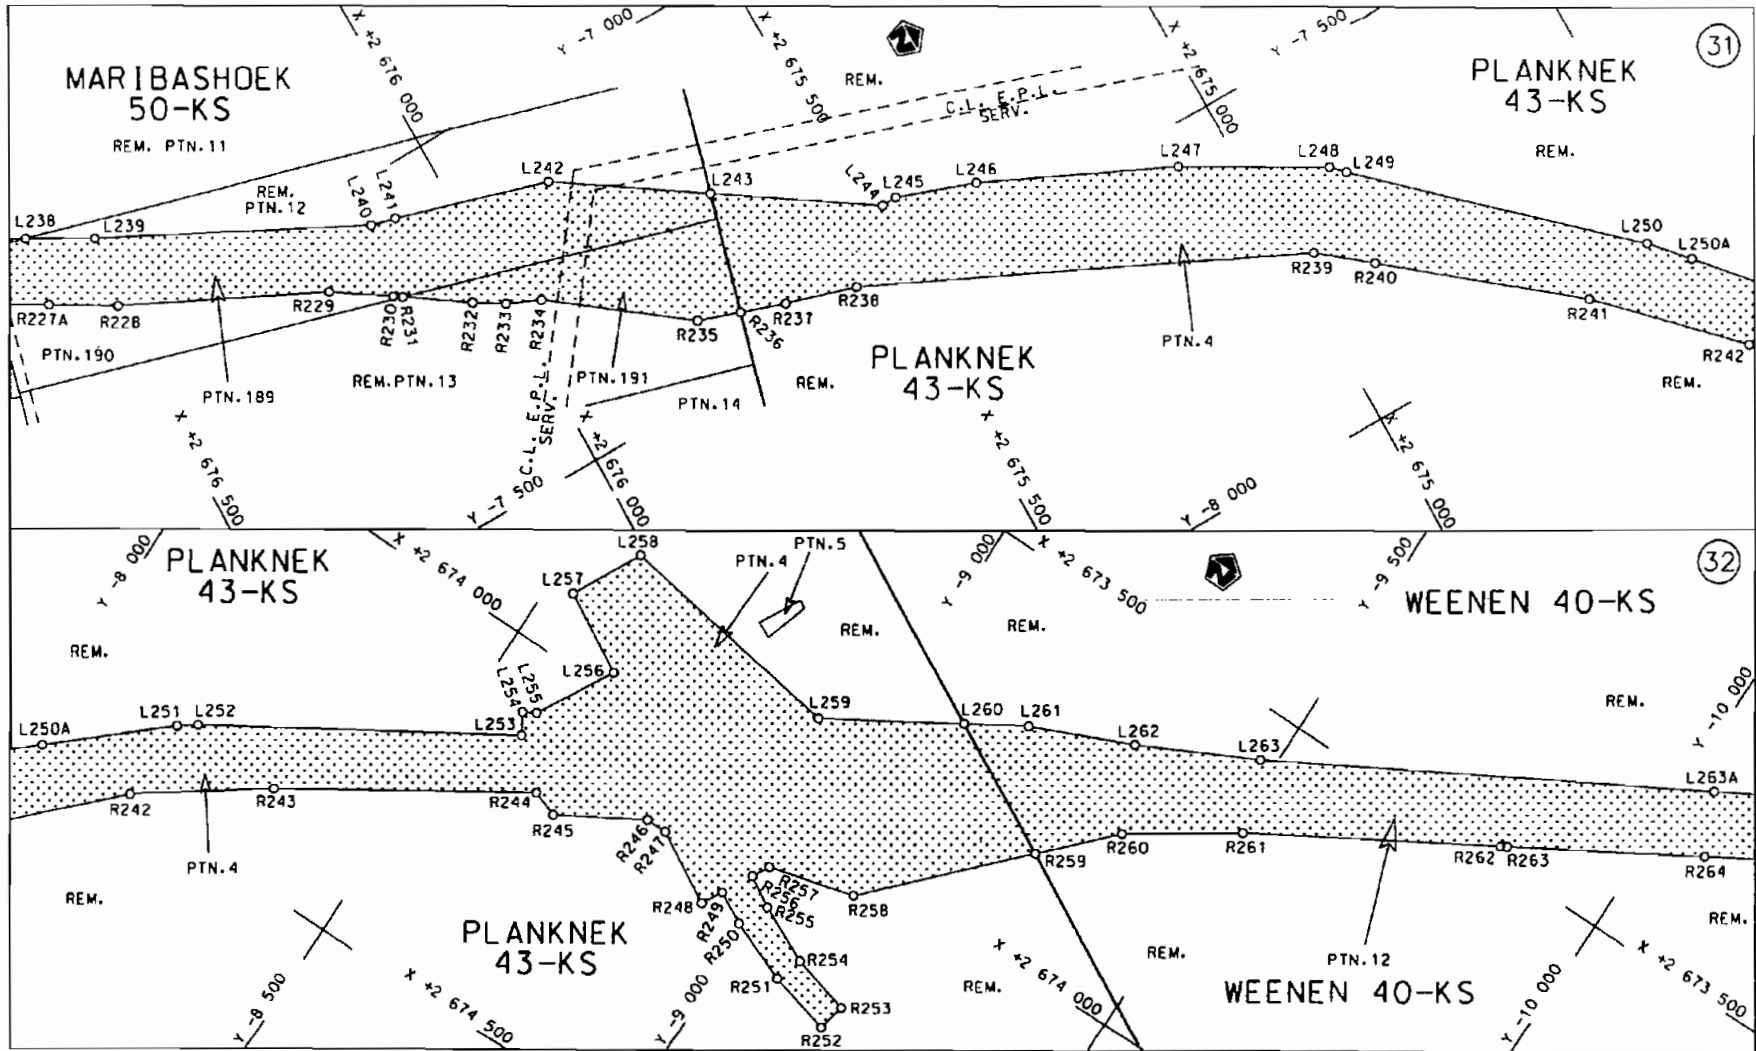 X +2 676 000
Y -7 000
X +2 675 500
X +2 675 000
Y -7 500
31
MARIBASHOEK
50-KS
REM. PTN.11
REM.
C.L. E.P.L.
SERV.
PLANKNEK
43-KS
REM.
REM.
PTN.12
L238
L239
L240
L241
L242
L243
L244
L245
L246
L247
L248
L249
L250
L250A
R227A
R228
R229
R230
R231
R232
R233
R234
R235
R236
R237
R238
R239
R240
R241
R242
PTN.190
PTN.189
REM.PTN.13
C.L. E.P.L.
SERV.
PTN.191
PTN.14
REM.
PLANKNEK
43-KS
PTN.4
REM.
X +2 676 500
Y -7 500
X +2 676 000
X +2 675 500
Y -8 000
X +2 675 000
Y -8 000
PLANKNEK
43-KS
X +2 674 000
L258
L257
PTN.4
PTN.5
Y -9 000
X +2 673 500
Y -9 500
32
WEENEN 40-KS
REM.
REM.
REM.
REM.
Y -10 000
L250A
L251
L252
L253
L254
L255
L256
L259
L260
L261
L262
L263
L263A
R242
R243
R244
R245
R246
R247
R248
R249
R250
R251
R252
R253
R254
R255
R256
R257
R258
R259
R260
R261
R262
R263
R264
PTN.4
REM.
PLANKNEK
43-KS
REM.
REM.
PTN.12
REM.
WEENEN 40-KS
Y -8 500
X +2 674 500
Y -9 000
X +2 674 000
Y -10 000
X +2 673 500